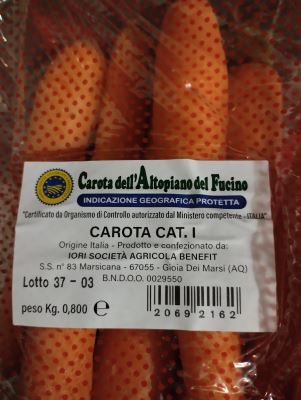 Carota dell'Altopiano del Fucino
INDICAZIONE GEOGRAFICA PROTETTA
"Certificato da Organismo di Controllo autorizzato dal Ministero competente - ITALIA"
CAROTA CAT. I
Origine Italia - Prodotto e confezionato da:
IORI SOCIETÀ AGRICOLA BENEFIT
S.S. n° 83 Marsicana - 67055 - Gioia Dei Marsi (AQ)
B.N.D.O.O. 0029550
Lotto 37 - 03
peso Kg. 0,800 e
20692162